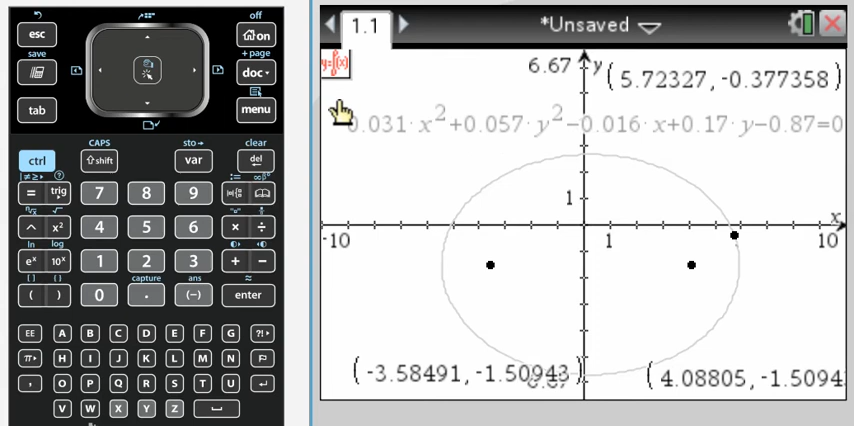 off
esc
on
save
+ page
doc
tab
menu
CAPS
sto→
clear
ctrl
⇧shift
var
del
|≠≥▸
:=
∞β°
=
trig
7
8
9
ⁿ√x
√
"□"
^
x²
4
5
6
×
÷
ln
log
eˣ
10ˣ
1
2
3
+
−
[ ]
{ }
capture
ans
≈
(
)
0
.
(−)
enter
EE
A
B
C
D
E
F
G
?!▸
π▸
H
I
J
K
L
M
N
,
O
P
Q
R
S
T
U
V
W
X
Y
Z
1.1
*Unsaved
6.67
y
(5.72327,-0.377358)
0.031·x²+0.057·y²−0.016·x+0.17·y−0.87=0
1
x
-10
1
10
(-3.58491,-1.50943)
(4.08805,-1.5094